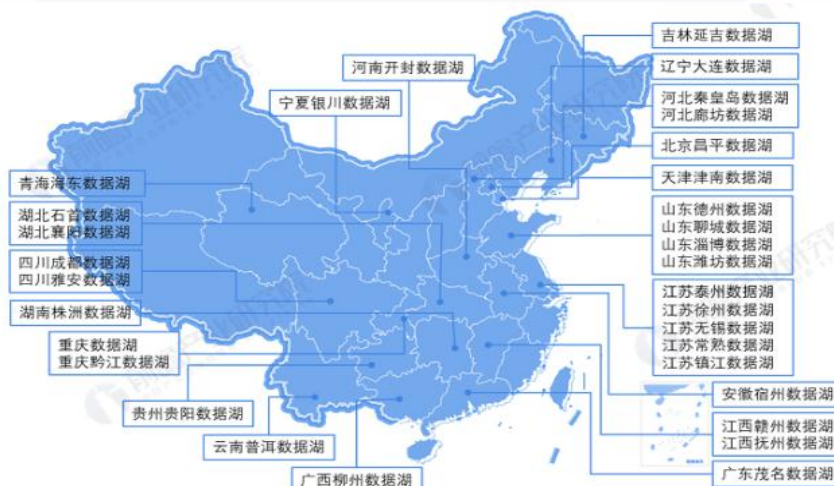 吉林延吉数据湖
河南开封数据湖
辽宁大连数据湖
宁夏银川数据湖
河北秦皇岛数据湖
河北廊坊数据湖
北京昌平数据湖
青海海东数据湖
天津津南数据湖
湖北石首数据湖
湖北襄阳数据湖
山东德州数据湖
山东聊城数据湖
山东淄博数据湖
山东潍坊数据湖
四川成都数据湖
四川雅安数据湖
湖南株洲数据湖
江苏泰州数据湖
江苏徐州数据湖
江苏无锡数据湖
江苏常熟数据湖
江苏镇江数据湖
重庆数据湖
重庆黔江数据湖
安徽宿州数据湖
贵州贵阳数据湖
江西赣州数据湖
江西抚州数据湖
云南普洱数据湖
广西柳州数据湖
广东茂名数据湖